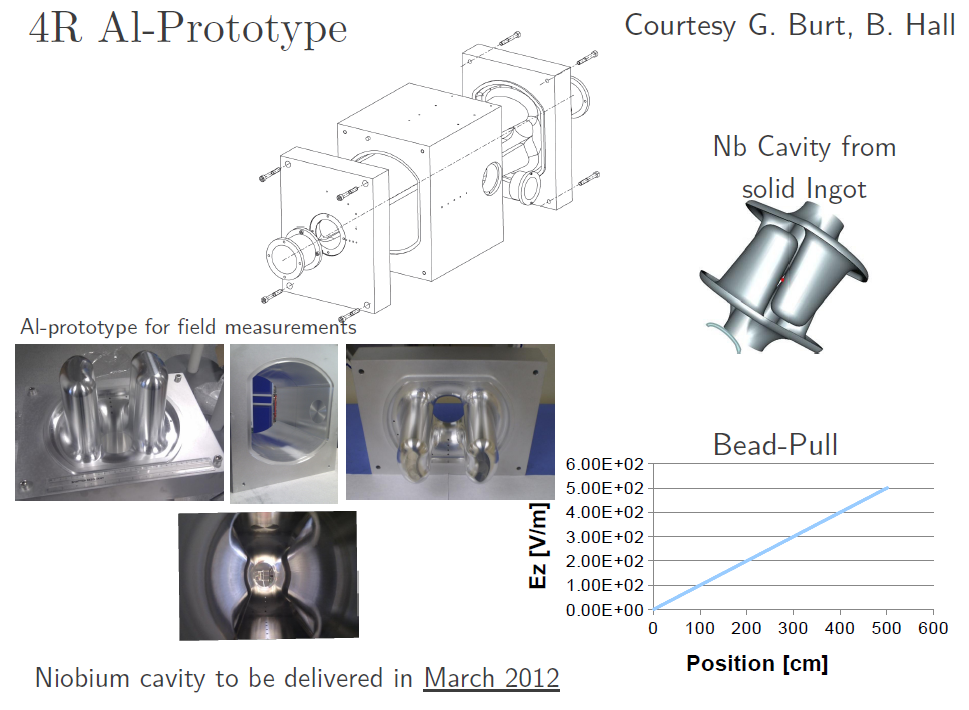 4R Al-Prototype
Courtesy G. Burt, B. Hall
Nb Cavity from
solid Ingot
Al-prototype for field measurements
Bead-Pull
6.00E+02
5.00E+02
4.00E+02
3.00E+02
2.00E+02
1.00E+02
0.00E+00
Ez [V/m]
0 100 200 300 400 500 600
Position [cm]
Niobium cavity to be delivered in March 2012